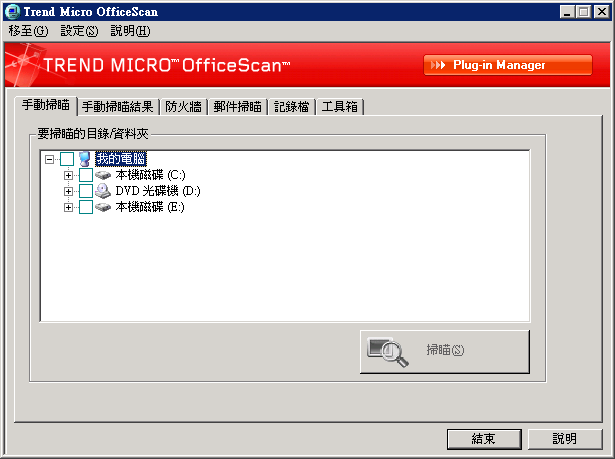 Trend Micro OfficeScan
移至(G) 設定(S) 說明(H)
TREND MICRO™ OfficeScan™ Plug-in Manager
手動掃瞄 手動掃瞄結果 防火牆 郵件掃瞄 記錄檔 工具箱
要掃瞄的目錄/資料夾
我的電腦
本機磁碟 (C:)
DVD 光碟機 (D:)
本機磁碟 (E:)
掃瞄(S)
結束 說明